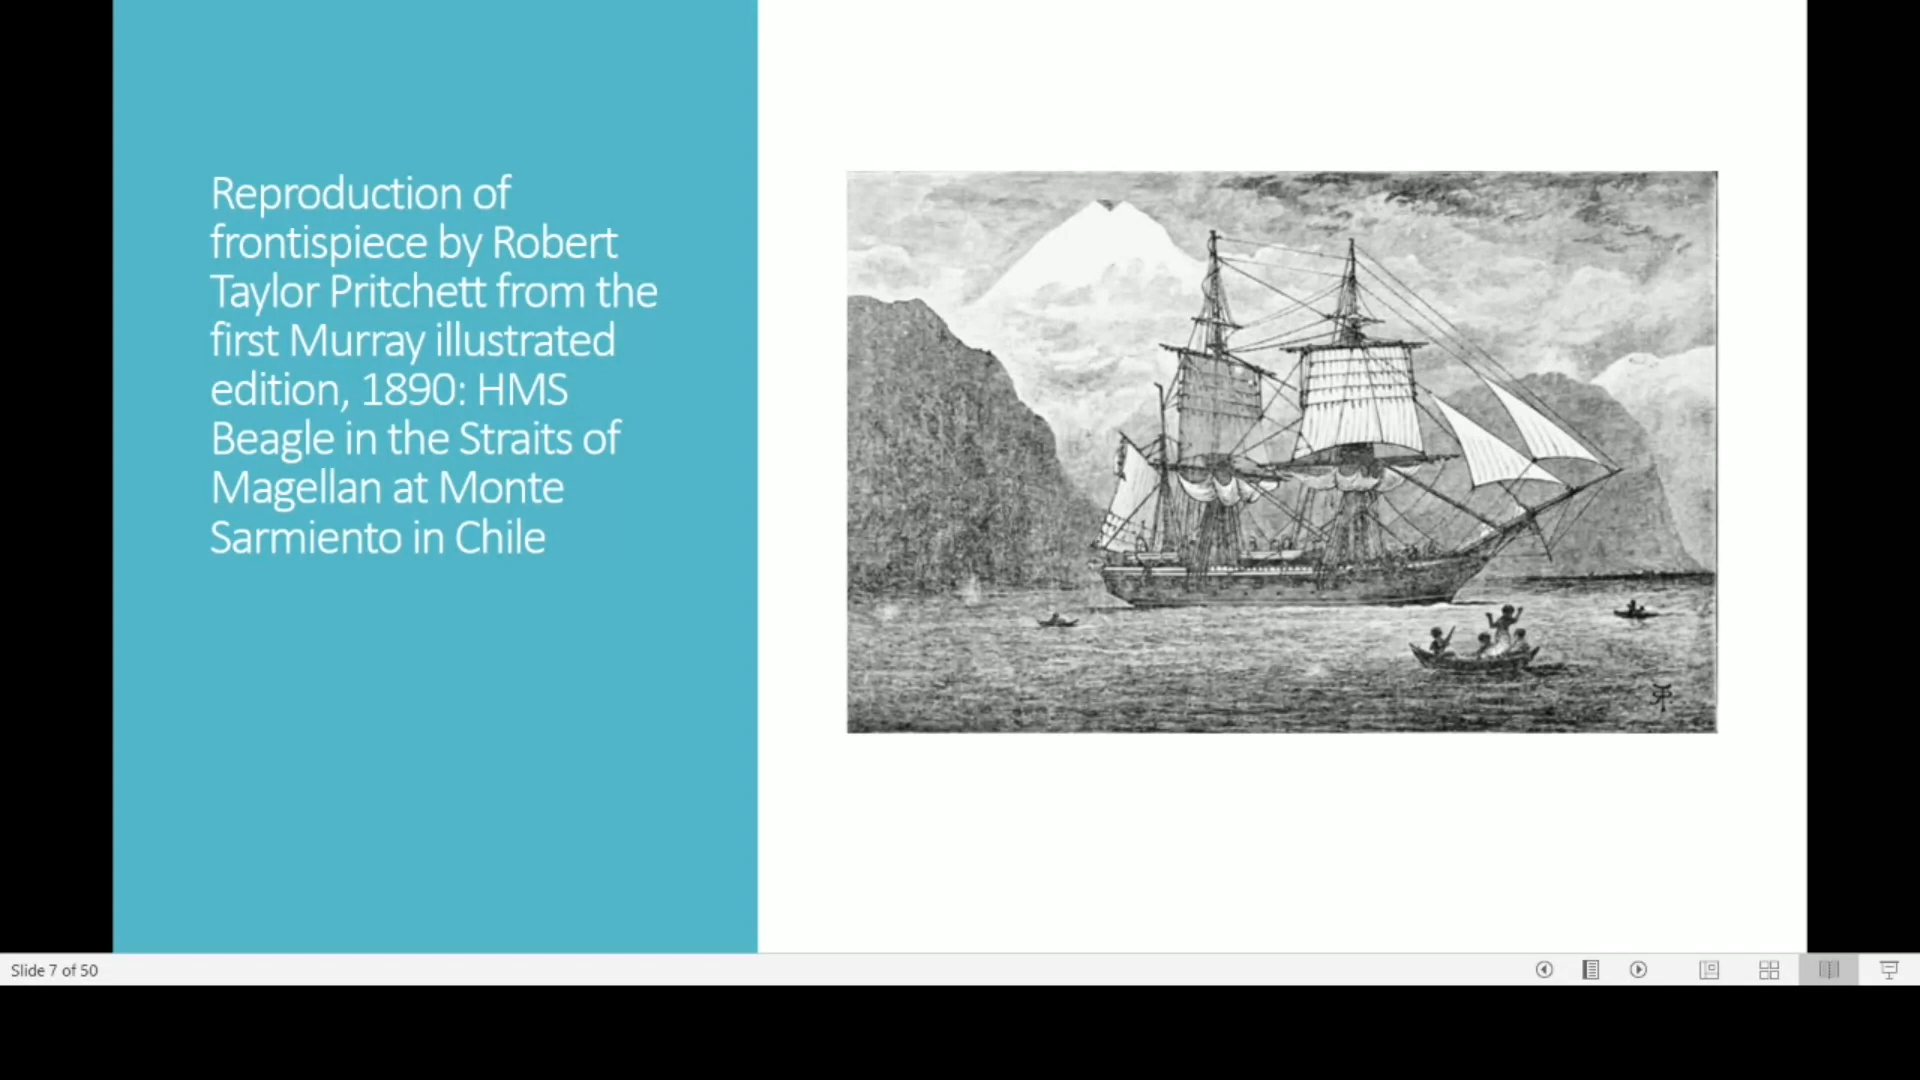 Reproduction of
frontispiece by Robert
Taylor Pritchett from the
first Murray illustrated
edition, 1890: HMS
Beagle in the Straits of
Magellan at Monte
Sarmiento in Chile
Slide 7 of 50